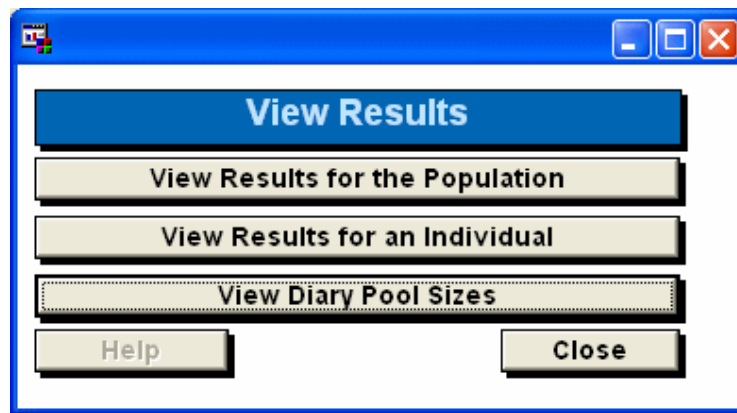 View Results
View Results for the Population
View Results for an Individual
View Diary Pool Sizes
Help
Close